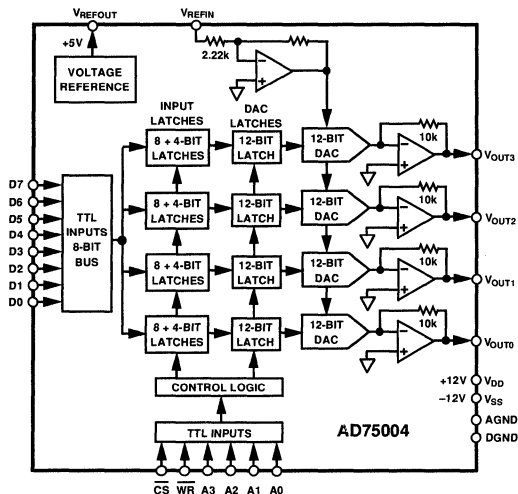 VREFOUT
VREFIN
+5V
2.22k
VOLTAGE
REFERENCE
INPUT
LATCHES
DAC
LATCHES
8 + 4-BIT
LATCHES
12-BIT
LATCH
12-BIT
DAC
10k
VOUT3
8 + 4-BIT
LATCHES
12-BIT
LATCH
12-BIT
DAC
10k
VOUT2
8 + 4-BIT
LATCHES
12-BIT
LATCH
12-BIT
DAC
10k
VOUT1
8 + 4-BIT
LATCHES
12-BIT
LATCH
12-BIT
DAC
10k
VOUT0
D7
D6
D5
D4
D3
D2
D1
D0
TTL
INPUTS
8-BIT
BUS
CONTROL LOGIC
TTL INPUTS
+12V VDD
−12V VSS
AGND
DGND
AD75004
CS WR A3 A2 A1 A0